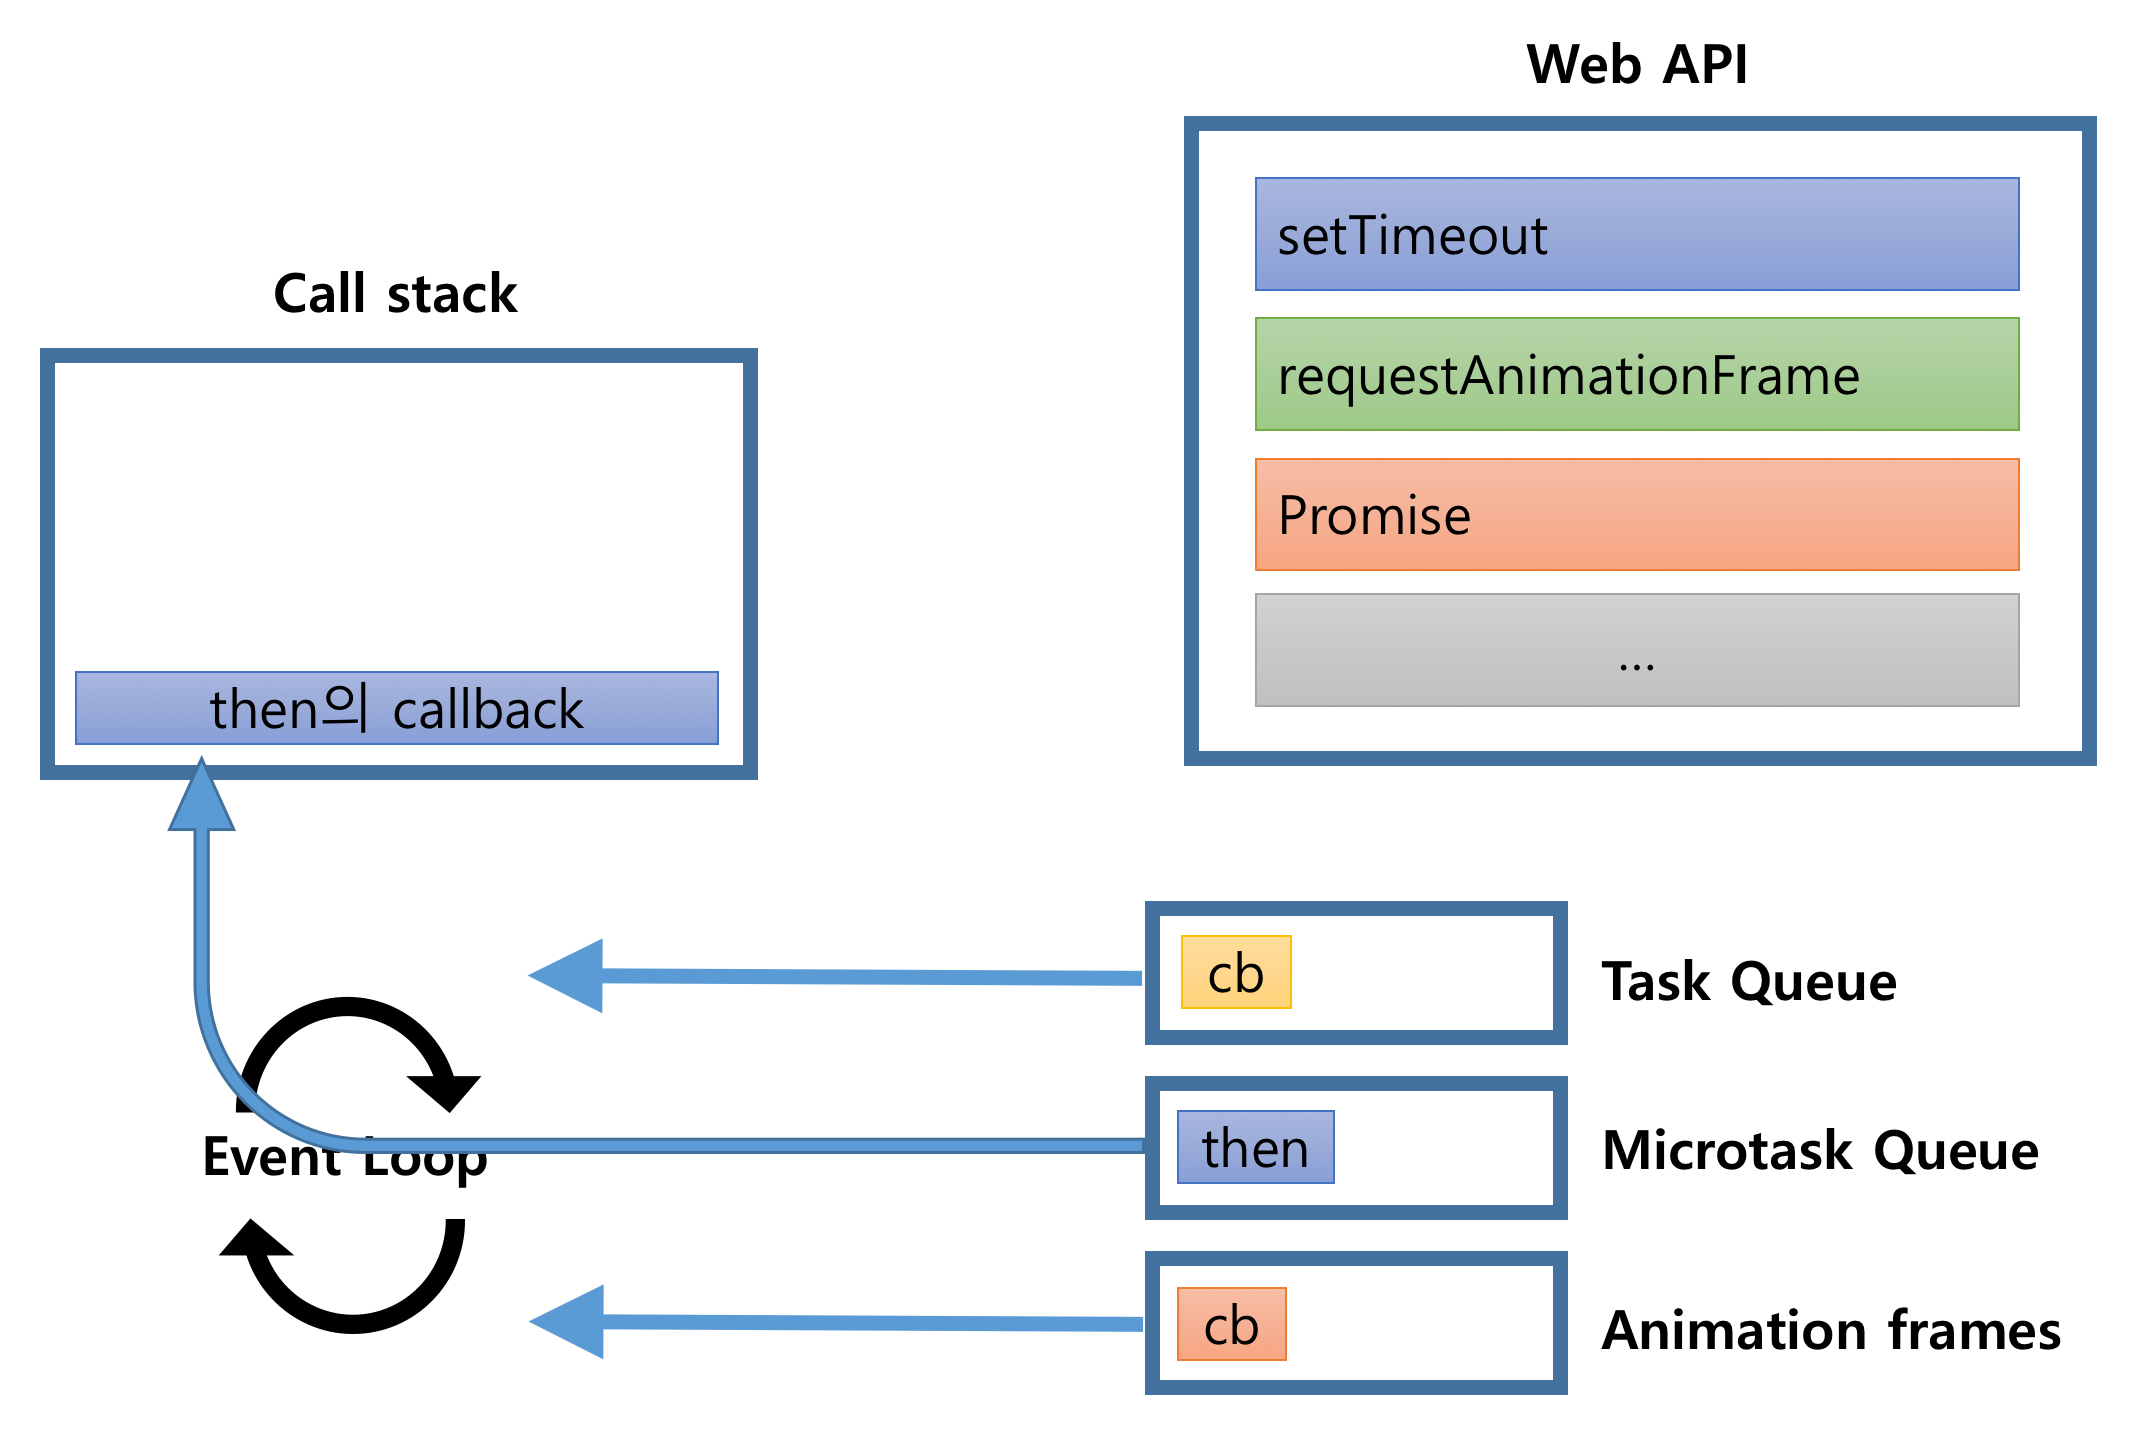 Web API
setTimeout
requestAnimationFrame
Promise
...
Call stack
then의 callback
Event Loop
cb
Task Queue
then
Microtask Queue
cb
Animation frames